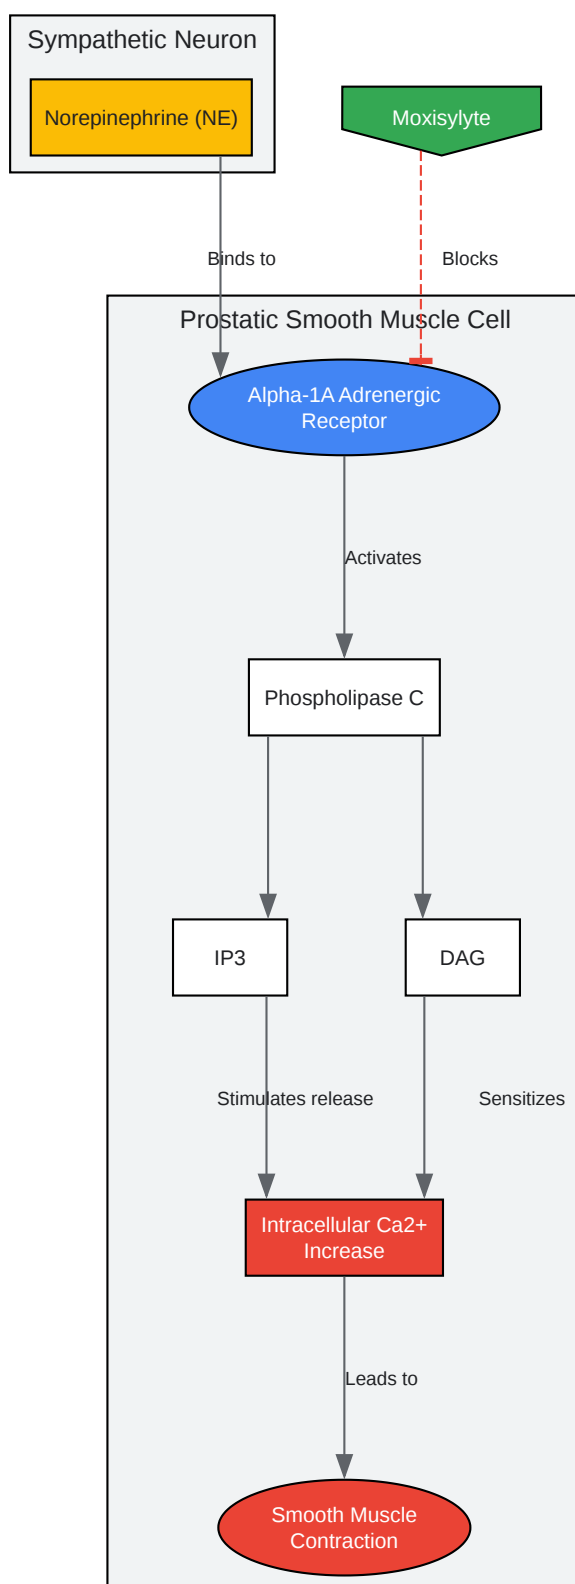 Sympathetic Neuron
Norepinephrine (NE)
Moxisylyte
Binds to
Blocks
Prostatic Smooth Muscle Cell
Alpha-1A Adrenergic
Receptor
Activates
Phospholipase C
IP3
DAG
Stimulates release
Sensitizes
Intracellular Ca2+
Increase
Leads to
Smooth Muscle
Contraction